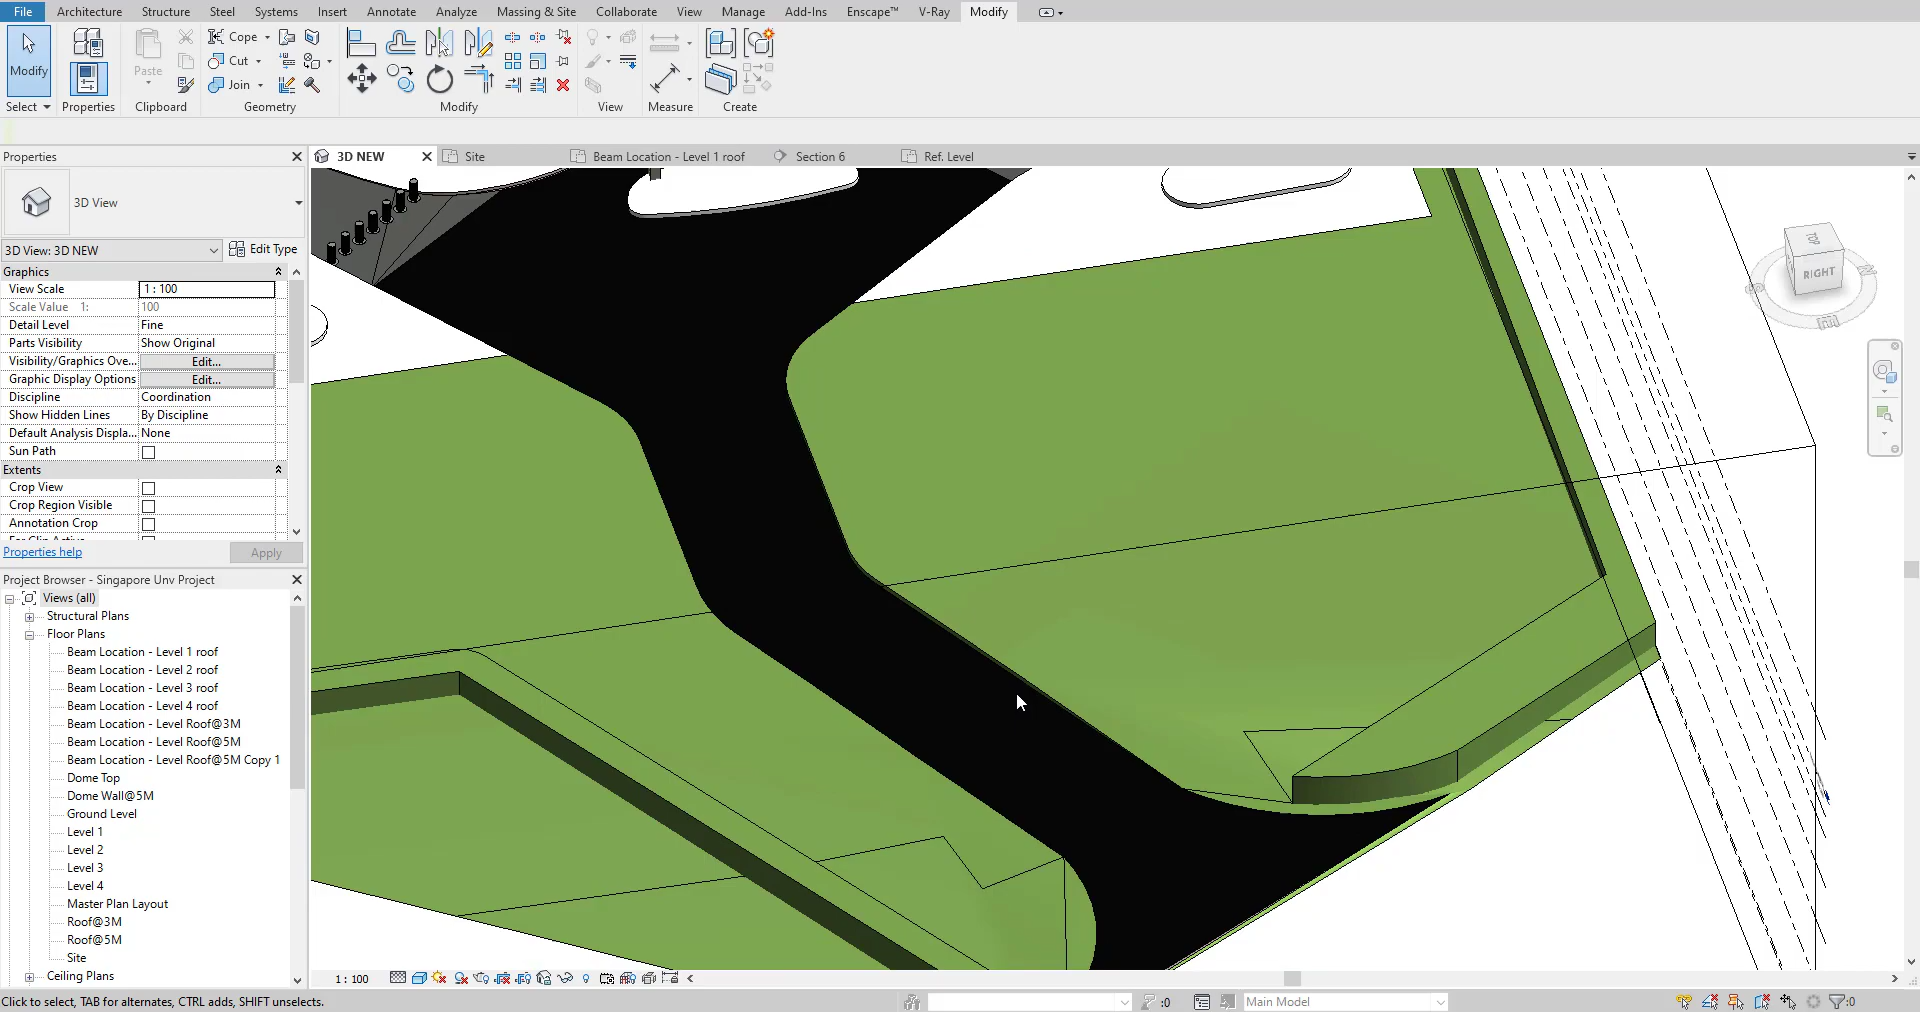 File Architecture Structure Steel Systems Insert Annotate Analyze Massing & Site Collaborate View Manage Add-Ins Enscape™ V-Ray Modify
Modify
Paste
Cope
Cut
Join
Select Properties Clipboard Geometry Modify View Measure Create
Properties
3D NEW Site Beam Location - Level 1 roof Section 6 Ref. Level
3D View
3D View: 3D NEW Edit Type
Graphics
View Scale 1 : 100
Scale Value 1: 100
Detail Level Fine
Parts Visibility Show Original
Visibility/Graphics Ove... Edit...
Graphic Display Options Edit...
Discipline Coordination
Show Hidden Lines By Discipline
Default Analysis Displa... None
Sun Path
Extents
Crop View
Crop Region Visible
Annotation Crop
Properties help Apply
Project Browser - Singapore Unv Project
Views (all)
Structural Plans
Floor Plans
Beam Location - Level 1 roof
Beam Location - Level 2 roof
Beam Location - Level 3 roof
Beam Location - Level 4 roof
Beam Location - Level Roof@3M
Beam Location - Level Roof@5M
Beam Location - Level Roof@5M Copy 1
Dome Top
Dome Wall@5M
Ground Level
Level 1
Level 2
Level 3
Level 4
Master Plan Layout
Roof@3M
Roof@5M
Site
Ceiling Plans
TOP
RIGHT
S
N
E
1 : 100
Click to select, TAB for alternates, CTRL adds, SHIFT unselects.
:0
Main Model
:0